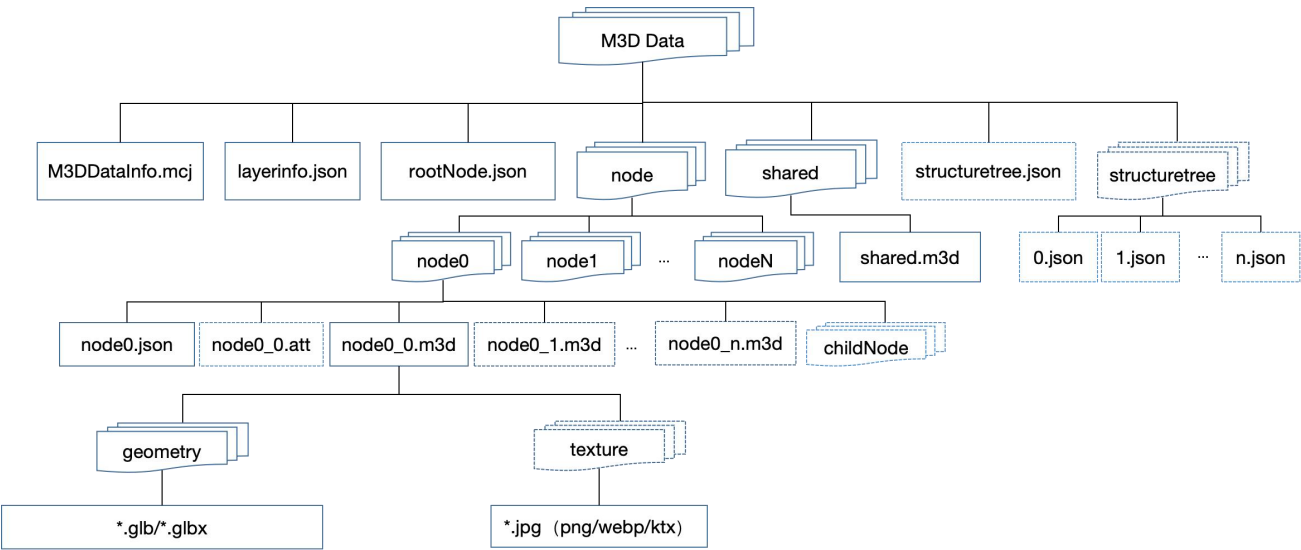 M3D Data
M3DDataInfo.mcj
layerinfo.json
rootNode.json
node
shared
structuretree.json
structuretree
node0
node1
...
nodeN
shared.m3d
0.json
1.json
...
n.json
node0.json
node0_0.att
node0_0.m3d
node0_1.m3d
...
node0_n.m3d
childNode
geometry
texture
*.glb/*.glbx
*.jpg（png/webp/ktx）